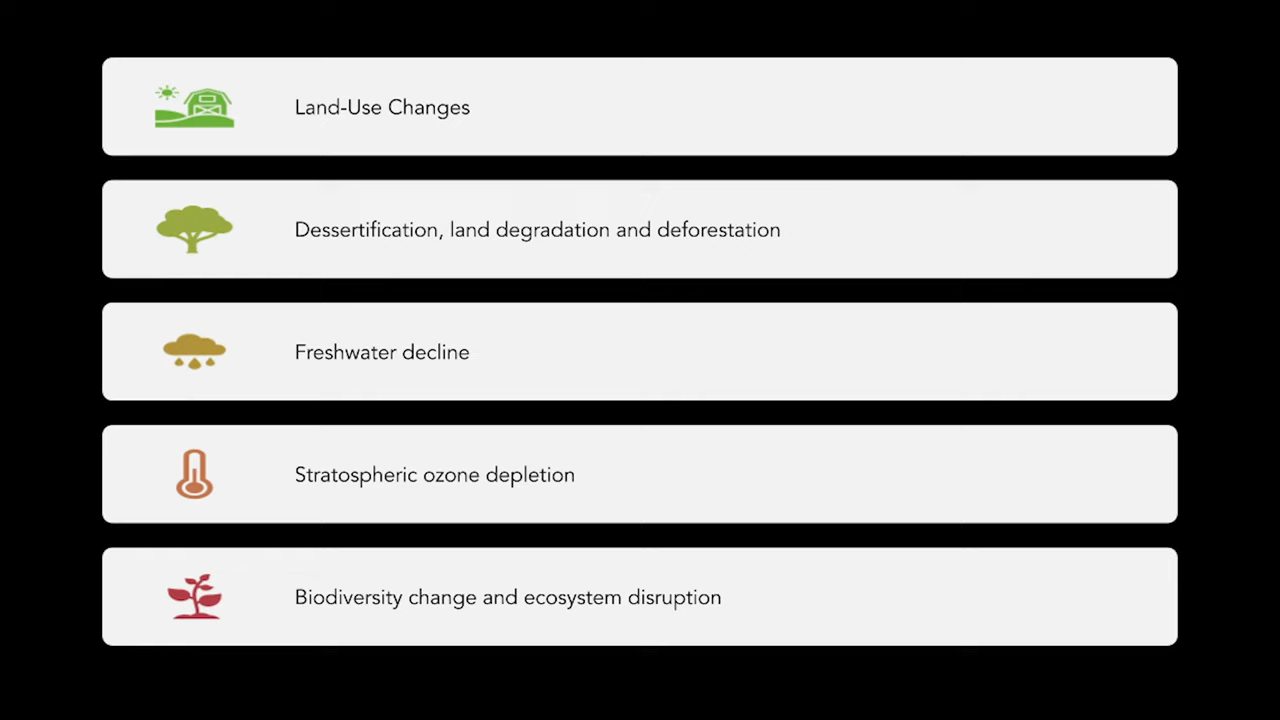 Land-Use Changes
Dessertification, land degradation and deforestation
Freshwater decline
Stratospheric ozone depletion
Biodiversity change and ecosystem disruption